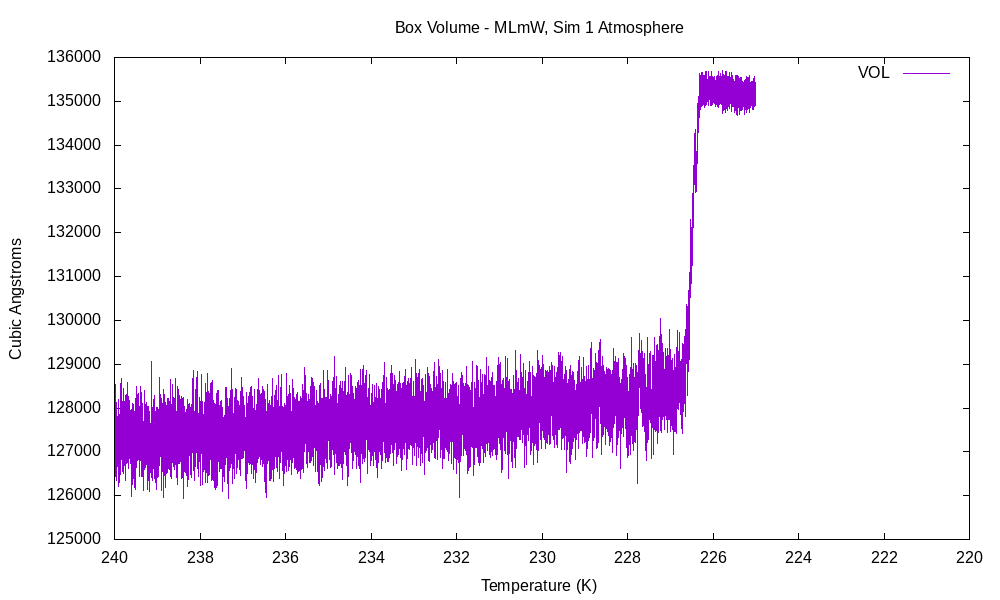 Box Volume - MLmW, Sim 1 Atmosphere
VOL
136000
135000
134000
133000
132000
131000
130000
129000
128000
127000
126000
125000
Cubic Angstroms
240 238 236 234 232 230 228 226 224 222 220
Temperature (K)